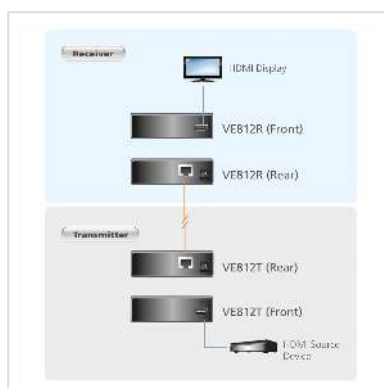 Receiver
HDMI Display
VE812R (Front)
VE812R (Rear)
Transmitter
VE812T (Rear)
VE812T (Front)
HDMI Source
Device